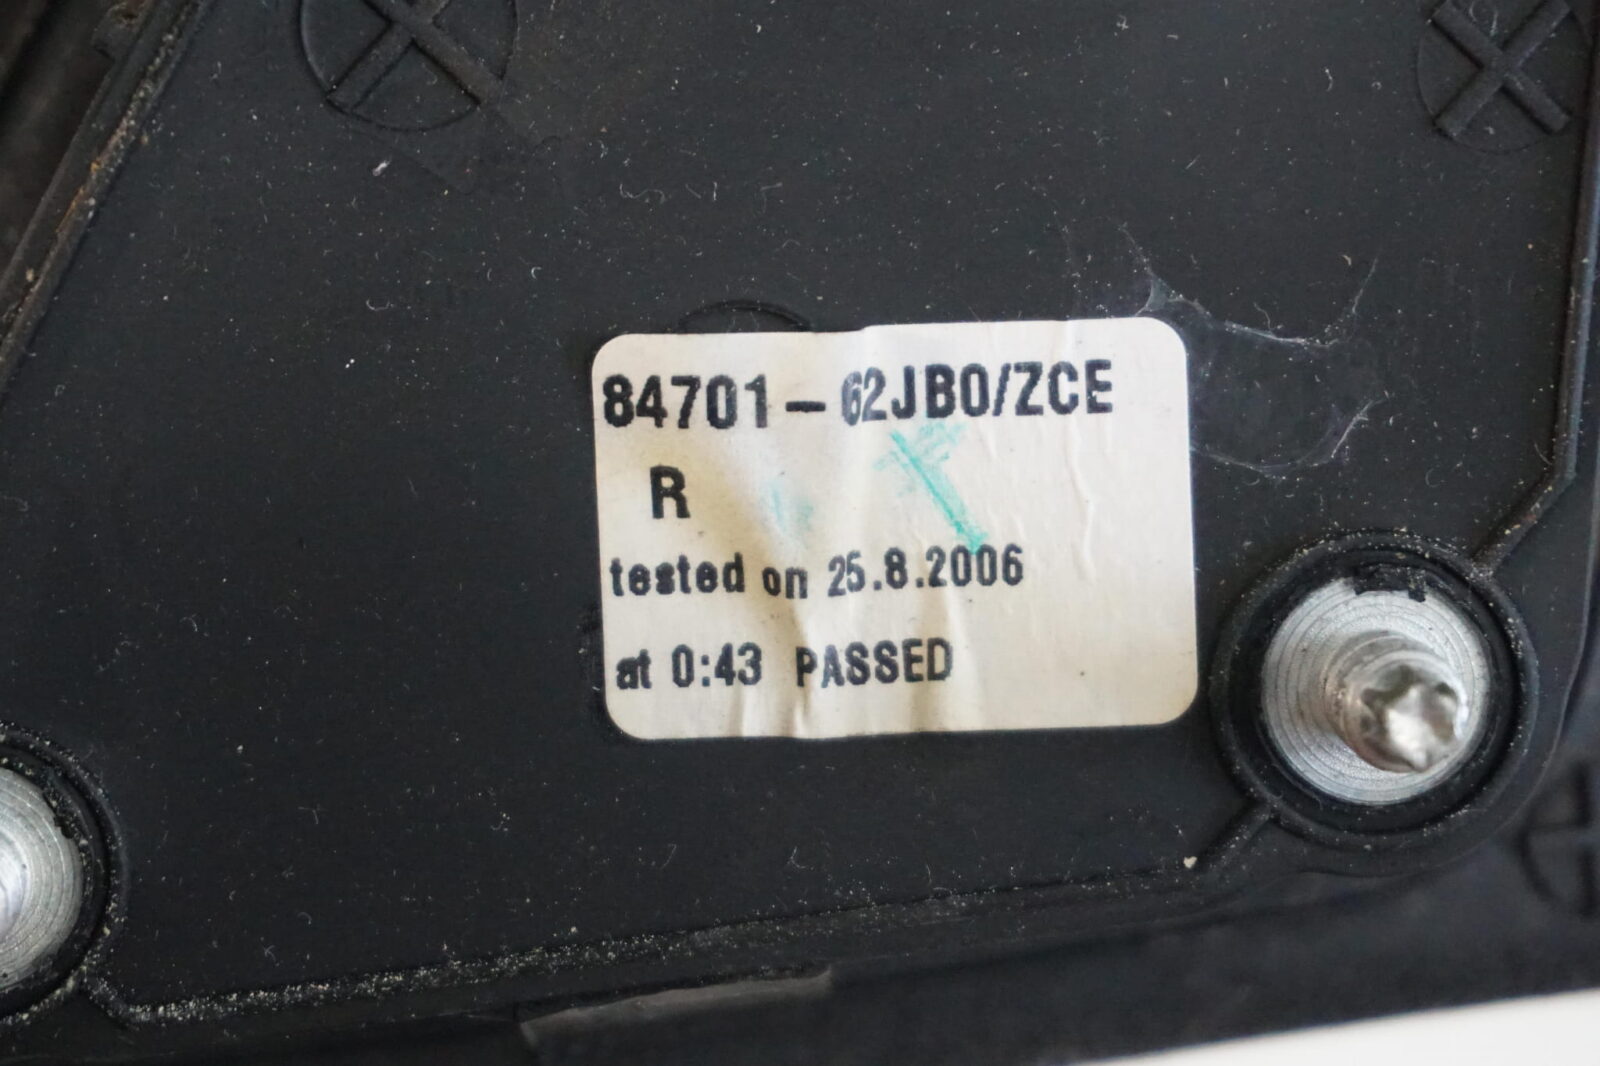 84701-62JB0/ZCE
R
tested on 25.8.2006
at 0:43 PASSED